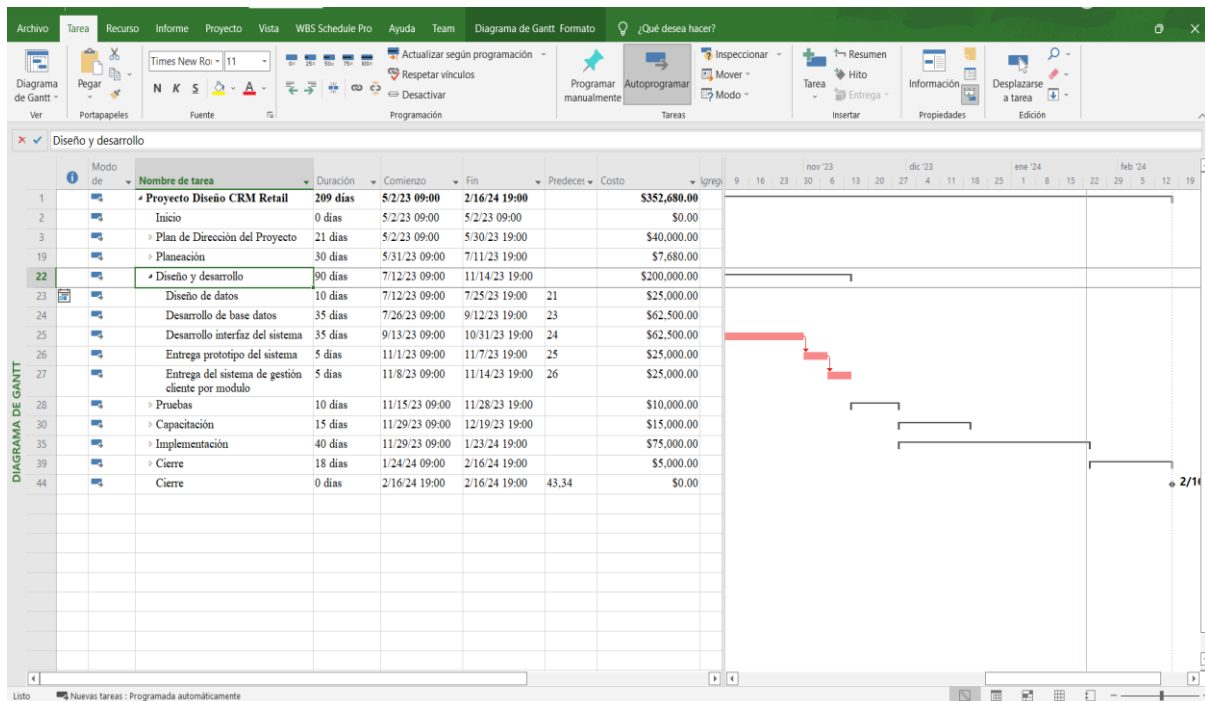 Archivo Tarea Recurso Informe Proyecto Vista WBS Schedule Pro Ayuda Team Diagrama de Gantt Formato ¿Qué desea hacer?
Diagrama de Gantt
Ver
Pegar
Portapapeles
Times New Ro 11
N K S A
Fuente
0% 25% 50% 75% 100%
Actualizar según programación
Respetar vínculos
Desactivar
Programación
Programar manualmente
Autoprogramar
Inspeccionar
Mover
Modo
Tareas
Tarea
Resumen
Hito
Entrega
Insertar
Información
Propiedades
Desplazarse a tarea
Edición
Diseño y desarrollo
Modo de Nombre de tarea Duración Comienzo Fin Predeces Costo
nov '23 dic '23 ene '24 feb '24
9 16 23 30 6 13 20 27 4 11 18 25 1 8 15 22 29 5 12 19
1 Proyecto Diseño CRM Retail 209 días 5/2/23 09:00 2/16/24 19:00 $352,680.00
2 Inicio 0 días 5/2/23 09:00 5/2/23 09:00 $0.00
3 Plan de Dirección del Proyecto 21 días 5/2/23 09:00 5/30/23 19:00 $40,000.00
19 Planeación 30 días 5/31/23 09:00 7/11/23 19:00 $7,680.00
22 Diseño y desarrollo 90 días 7/12/23 09:00 11/14/23 19:00 $200,000.00
23 Diseño de datos 10 días 7/12/23 09:00 7/25/23 19:00 21 $25,000.00
24 Desarrollo de base datos 35 días 7/26/23 09:00 9/12/23 19:00 23 $62,500.00
25 Desarrollo interfaz del sistema 35 días 9/13/23 09:00 10/31/23 19:00 24 $62,500.00
26 Entrega prototipo del sistema 5 días 11/1/23 09:00 11/7/23 19:00 25 $25,000.00
27 Entrega del sistema de gestión 5 días 11/8/23 09:00 11/14/23 19:00 26 $25,000.00
cliente por modulo
28 Pruebas 10 días 11/15/23 09:00 11/28/23 19:00 $10,000.00
30 Capacitación 15 días 11/29/23 09:00 12/19/23 19:00 $15,000.00
35 Implementación 40 días 11/29/23 09:00 1/23/24 19:00 $75,000.00
39 Cierre 18 días 1/24/24 09:00 2/16/24 19:00 $5,000.00
44 Cierre 0 días 2/16/24 19:00 2/16/24 19:00 43,34 $0.00
2/16
DIAGRAMA DE GANTT
Listo Nuevas tareas : Programada automáticamente